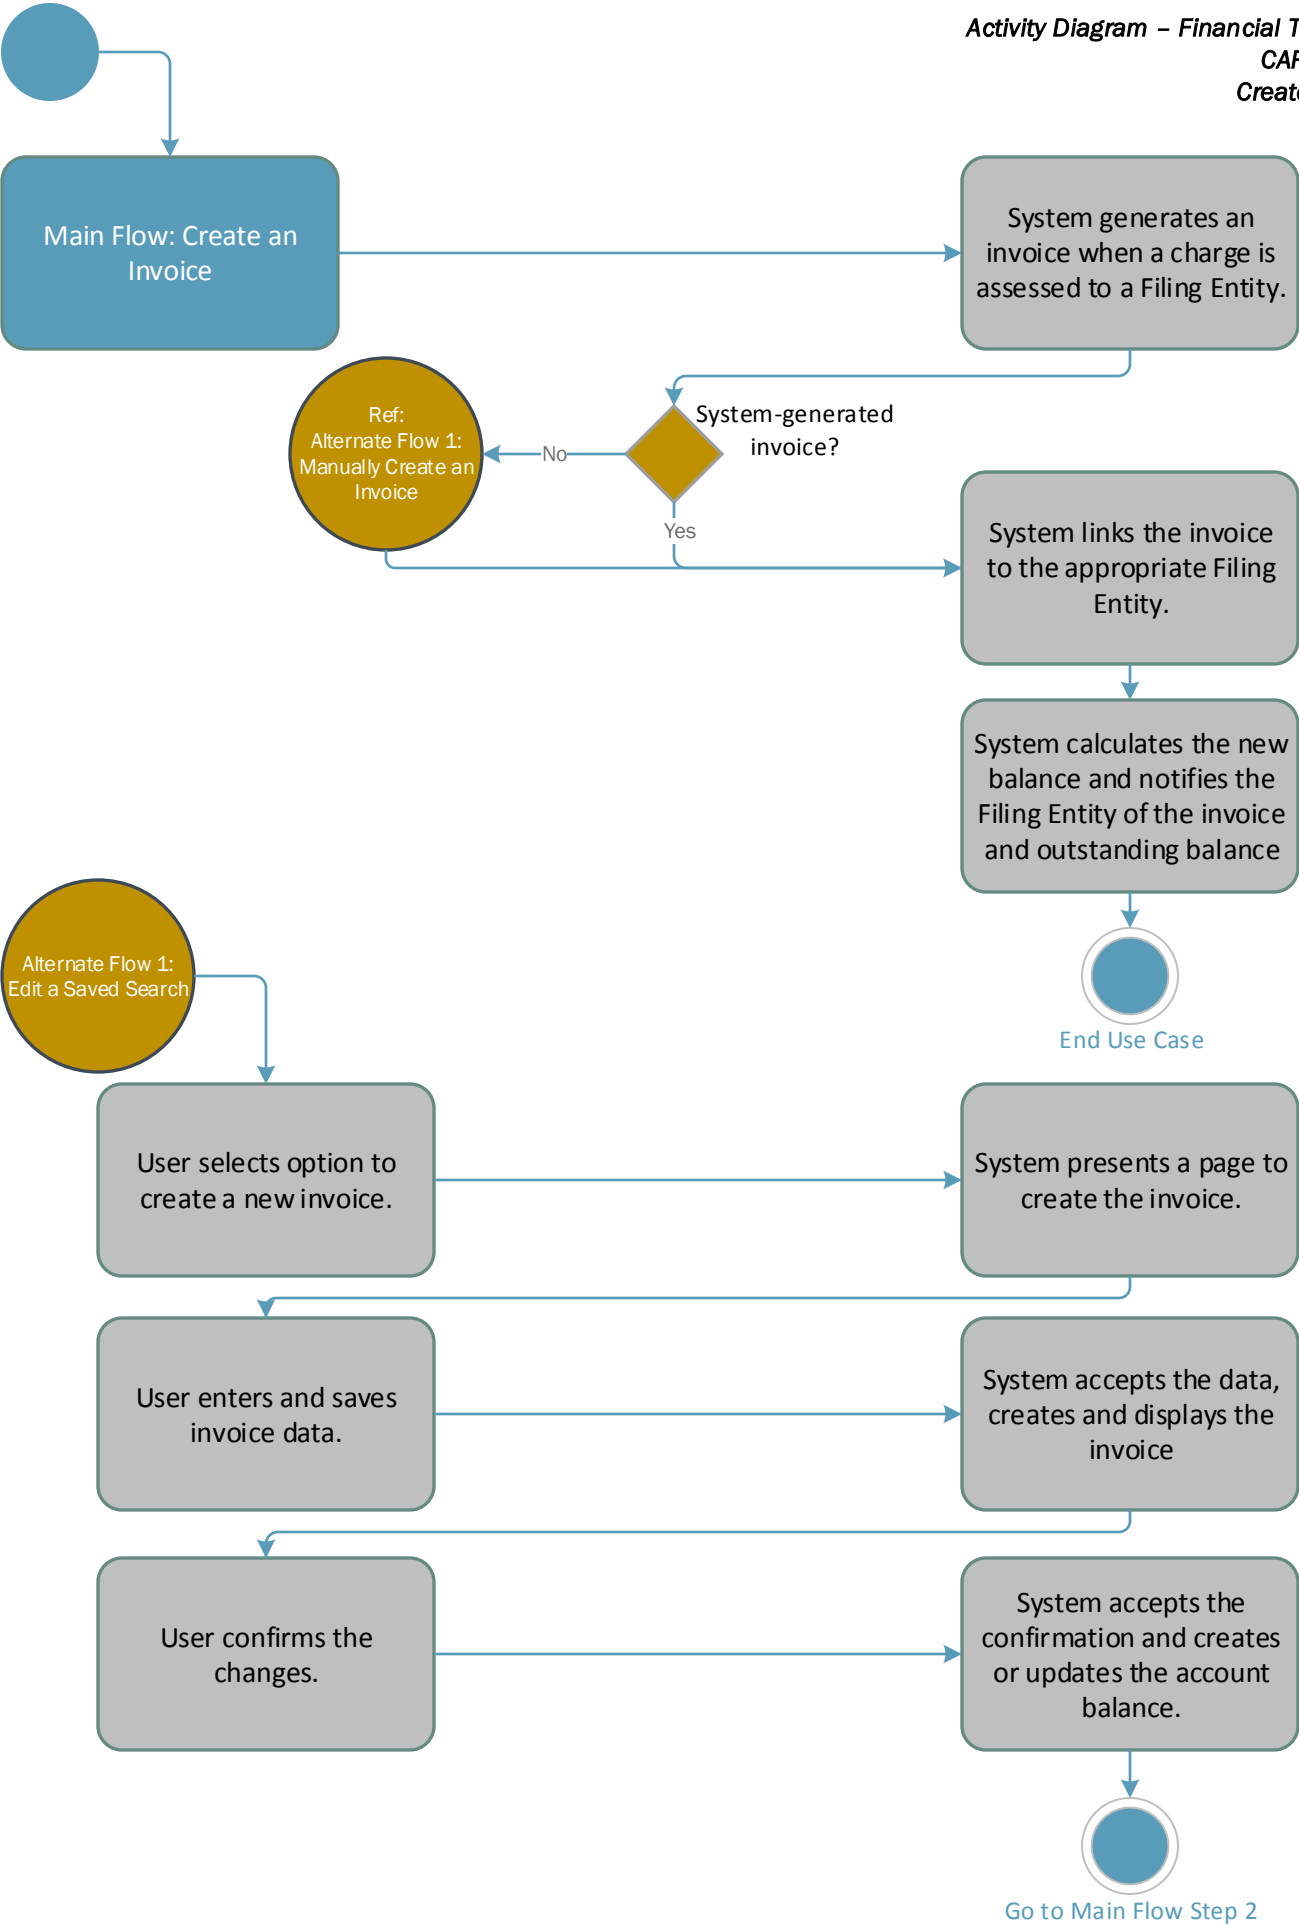 Activity Diagram – Financial
Main Flow: Create an
Invoice
System generates an
invoice when a charge is
assessed to a Filing Entity.
Ref:
Alternate Flow 1:
Manually Create an
Invoice
No
System-generated
invoice?
Yes
System links the invoice
to the appropriate Filing
Entity.
System calculates the new
balance and notifies the
Filing Entity of the invoice
and outstanding balance
End Use Case
Alternate Flow 1:
Edit a Saved Search
User selects option to
create a new invoice.
System presents a page to
create the invoice.
User enters and saves
invoice data.
System accepts the data,
creates and displays the
invoice
User confirms the
changes.
System accepts the
confirmation and creates
or updates the account
balance.
Go to Main Flow Step 2